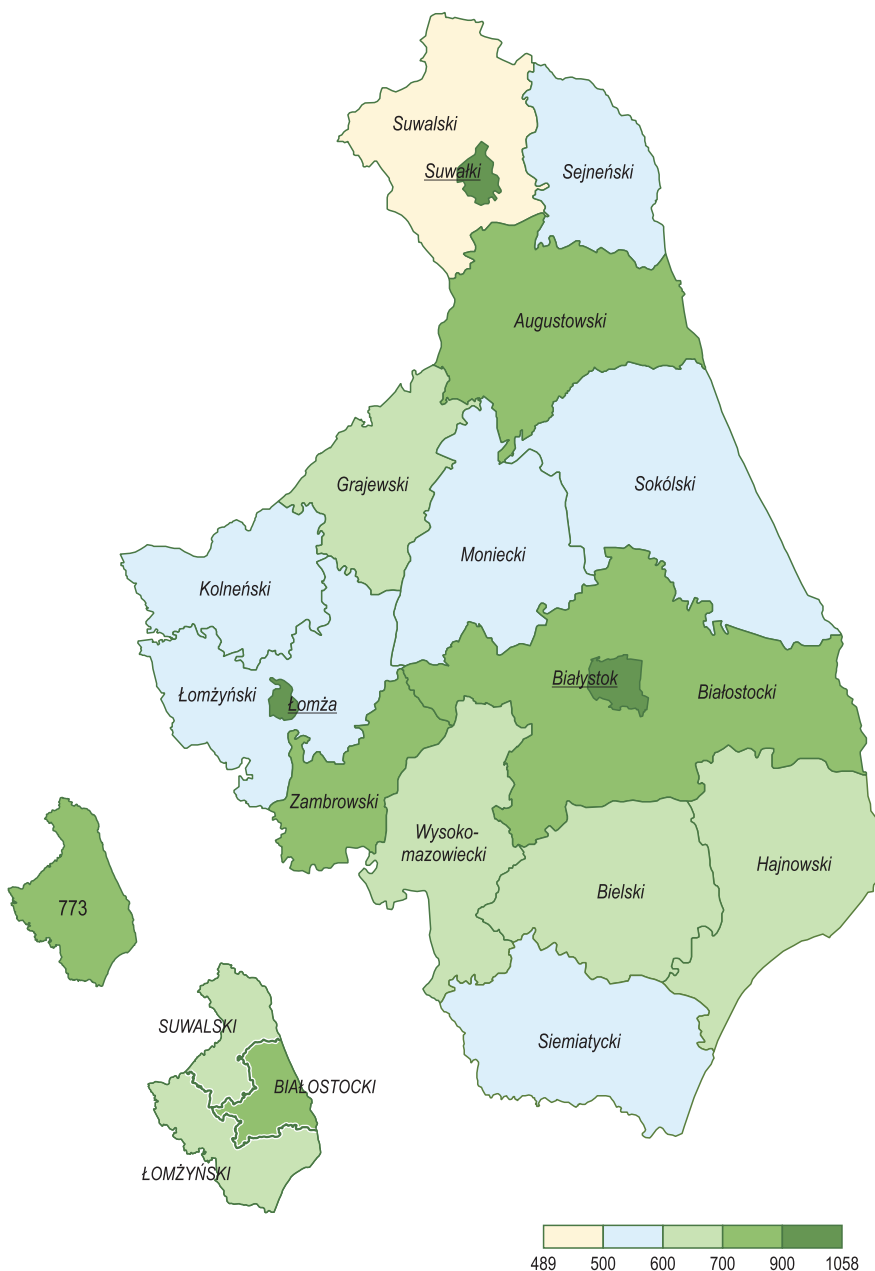 Suwalski
Suwałki
Sejneński
Augustowski
Grajewski
Sokólski
Moniecki
Kolneński
Łomżyński
Łomża
Białystok
Białostocki
Zambrowski
Wysoko-
mazowiecki
Hajnowski
Bielski
773
Siemiatycki
SUWALSKI
BIAŁOSTOCKI
ŁOMŻYŃSKI
489 500 600 700 900 1058